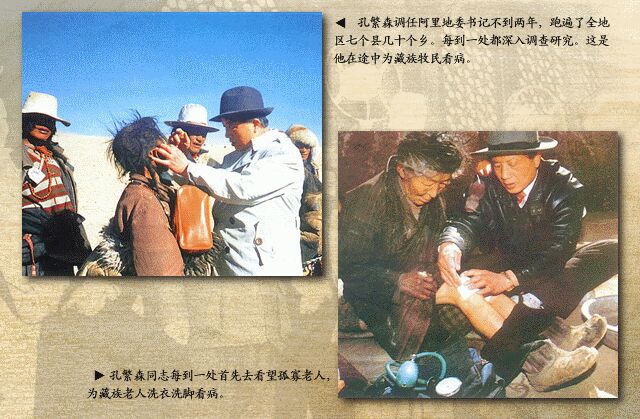 ◀ 孔繁森调任阿里地委书记不到两年，跑遍了全地
区七个县几十个乡。每到一处都深入调查研究。这是
他在途中为藏族牧民看病。
▶ 孔繁森同志每到一处首先去看望孤寡老人，
为藏族老人洗衣洗脚看病。